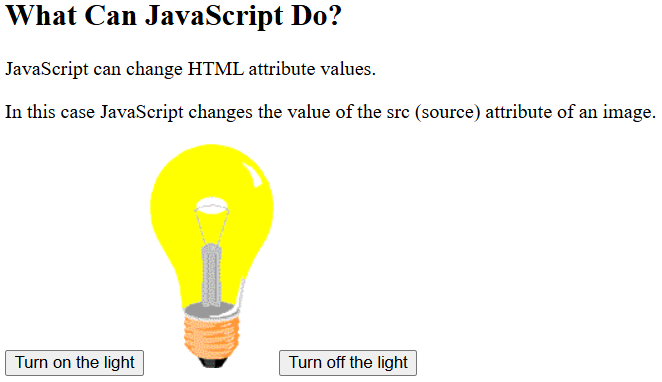 What Can JavaScript Do?
JavaScript can change HTML attribute values.
In this case JavaScript changes the value of the src (source) attribute of an image.
Turn on the light
Turn off the light